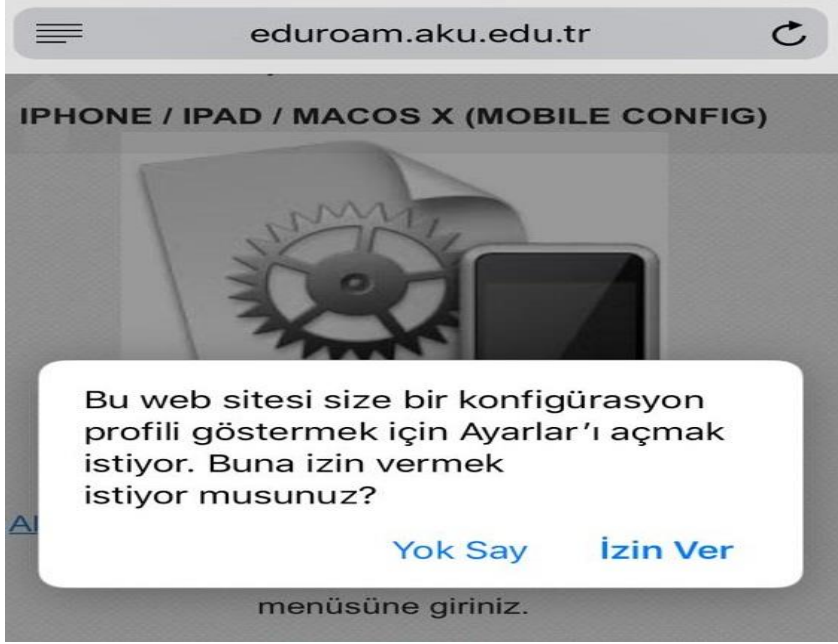 eduroam.aku.edu.tr
IPHONE / IPAD / MACOS X (MOBILE CONFIG)
Bu web sitesi size bir konfigürasyon
profili göstermek için Ayarlar'ı açmak
istiyor. Buna izin vermek
istiyor musunuz?
Al
Yok Say İzin Ver
menüsüne giriniz.